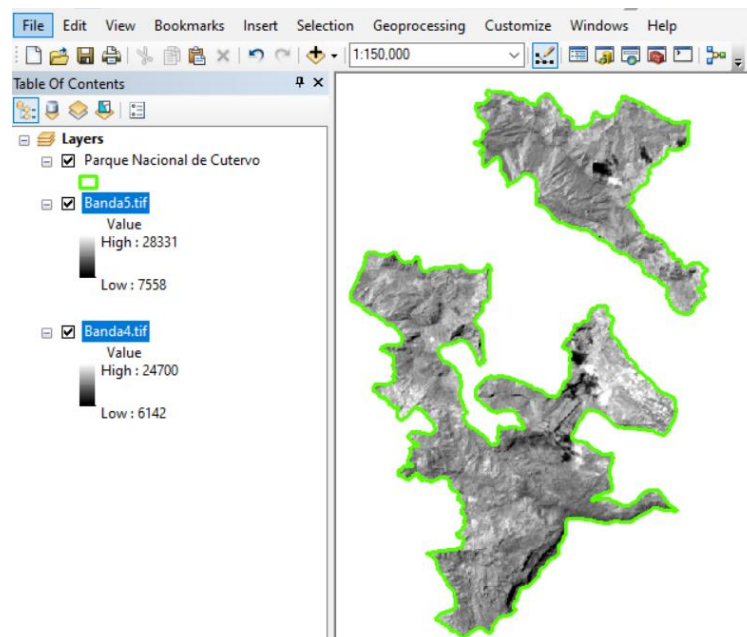 File Edit View Bookmarks Insert Selection Geoprocessing Customize Windows Help
1:150,000
Table Of Contents
Layers
Parque Nacional de Cutervo
Banda5.tif
Value
High : 28331
Low : 7558
Banda4.tif
Value
High : 24700
Low : 6142